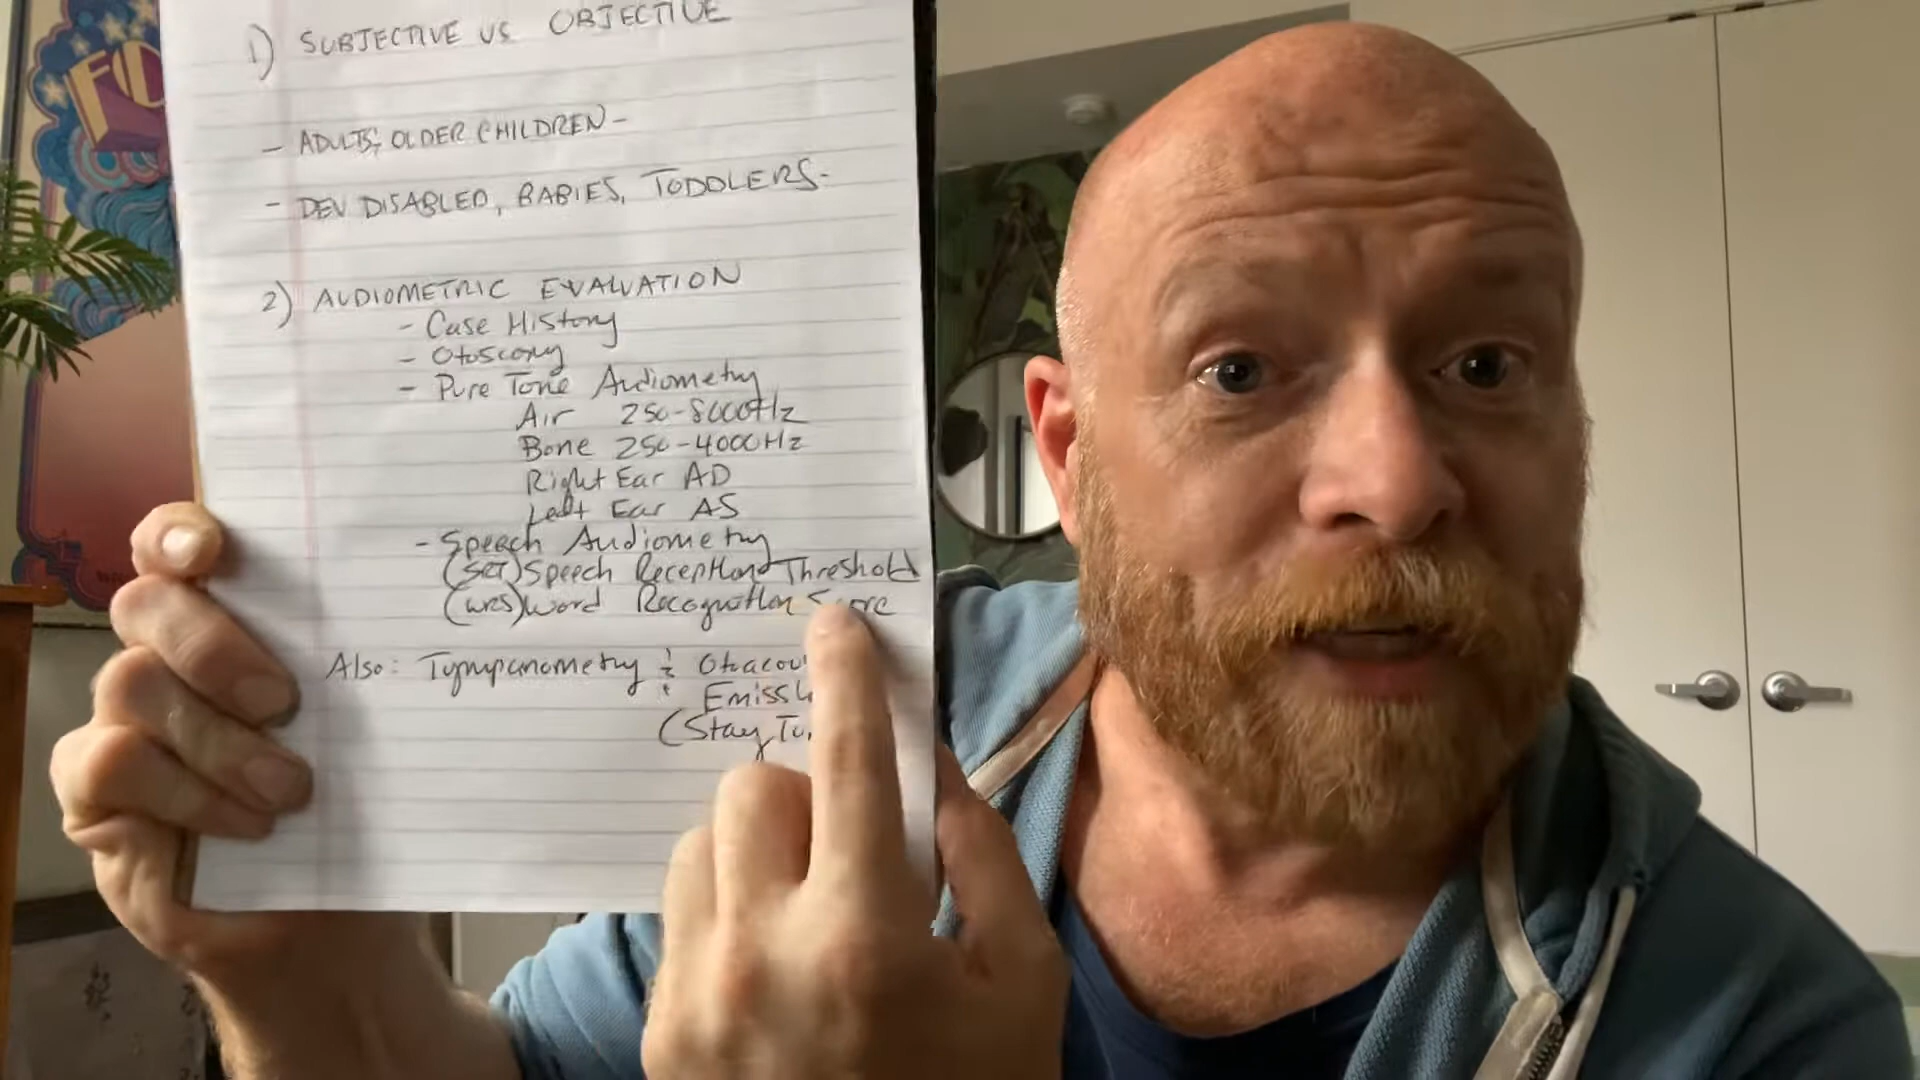 1) SUBJECTIVE VS OBJECTIVE
- ADULTS & OLDER CHILDREN -
- DEV DISABLED, BABIES, TODDLERS -
2) AUDIOMETRIC EVALUATION
- Case History
- Otoscopy
- Pure Tone Audiometry
Air 250-8000Hz
Bone 250-4000Hz
Right Ear AD
Left Ear AS
- Speech Audiometry
(SRT) Speech Reception Threshold
(WRS) Word Recognition Score
Also: Tympanometry &
(Stay